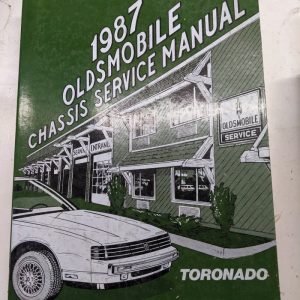 1987
OLDSMOBILE
CHASSIS SERVICE MANUAL
SERVICE ENTRANCE
OLDSMOBILE
SERVICE
TORONADO